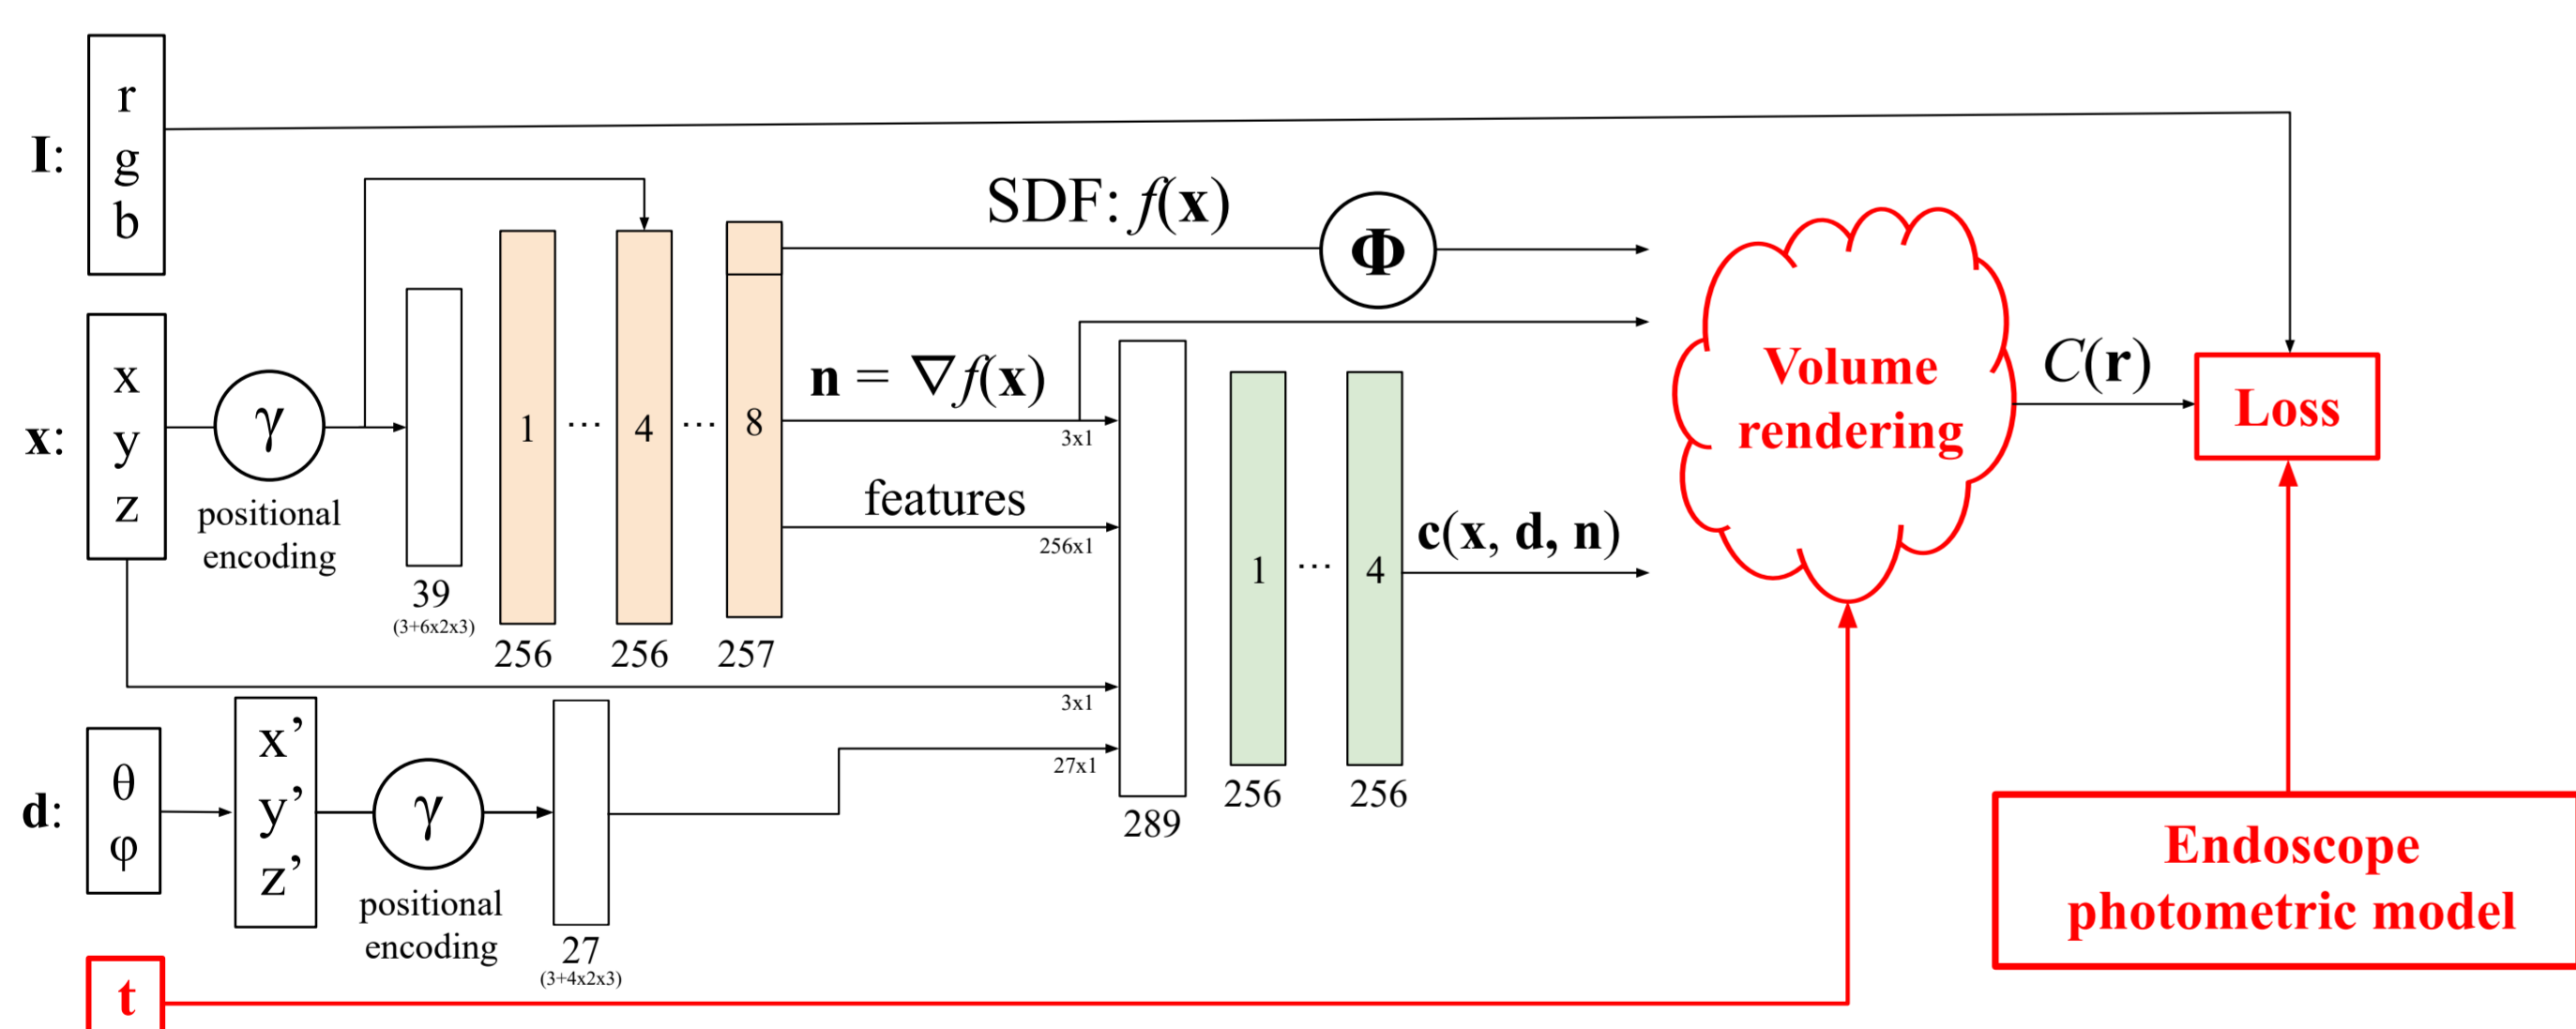 I:
r
g
b
x:
x
y
z
γ
positional
encoding
39
(3+6x2x3)
1
256
...
4
256
...
8
257
SDF: f(x)
Φ
n = ∇f(x)
3x1
features
256x1
3x1
27x1
289
1
256
...
4
256
c(x, d, n)
d:
θ
φ
x’
y’
z’
γ
positional
encoding
27
(3+4x2x3)
t
Volume
rendering
C(r)
Loss
Endoscope
photometric model